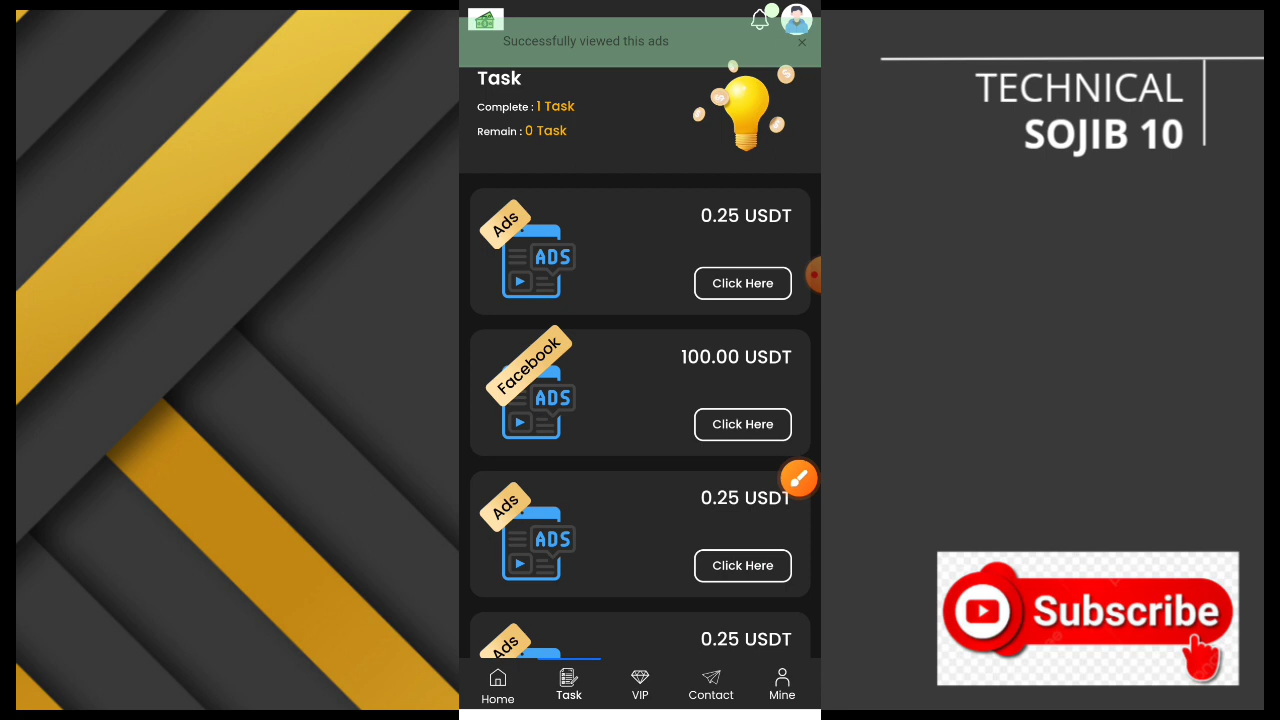 Successfully viewed this ads
Task
Complete : 1 Task
Remain : 0 Task
Ads
ADS
0.25 USDT
Click Here
Facebook
ADS
100.00 USDT
Click Here
Ads
ADS
0.25 USDT
Click Here
Ads
0.25 USDT
Home
Task
VIP
Contact
Mine
TECHNICAL
SOJIB 10
Subscribe